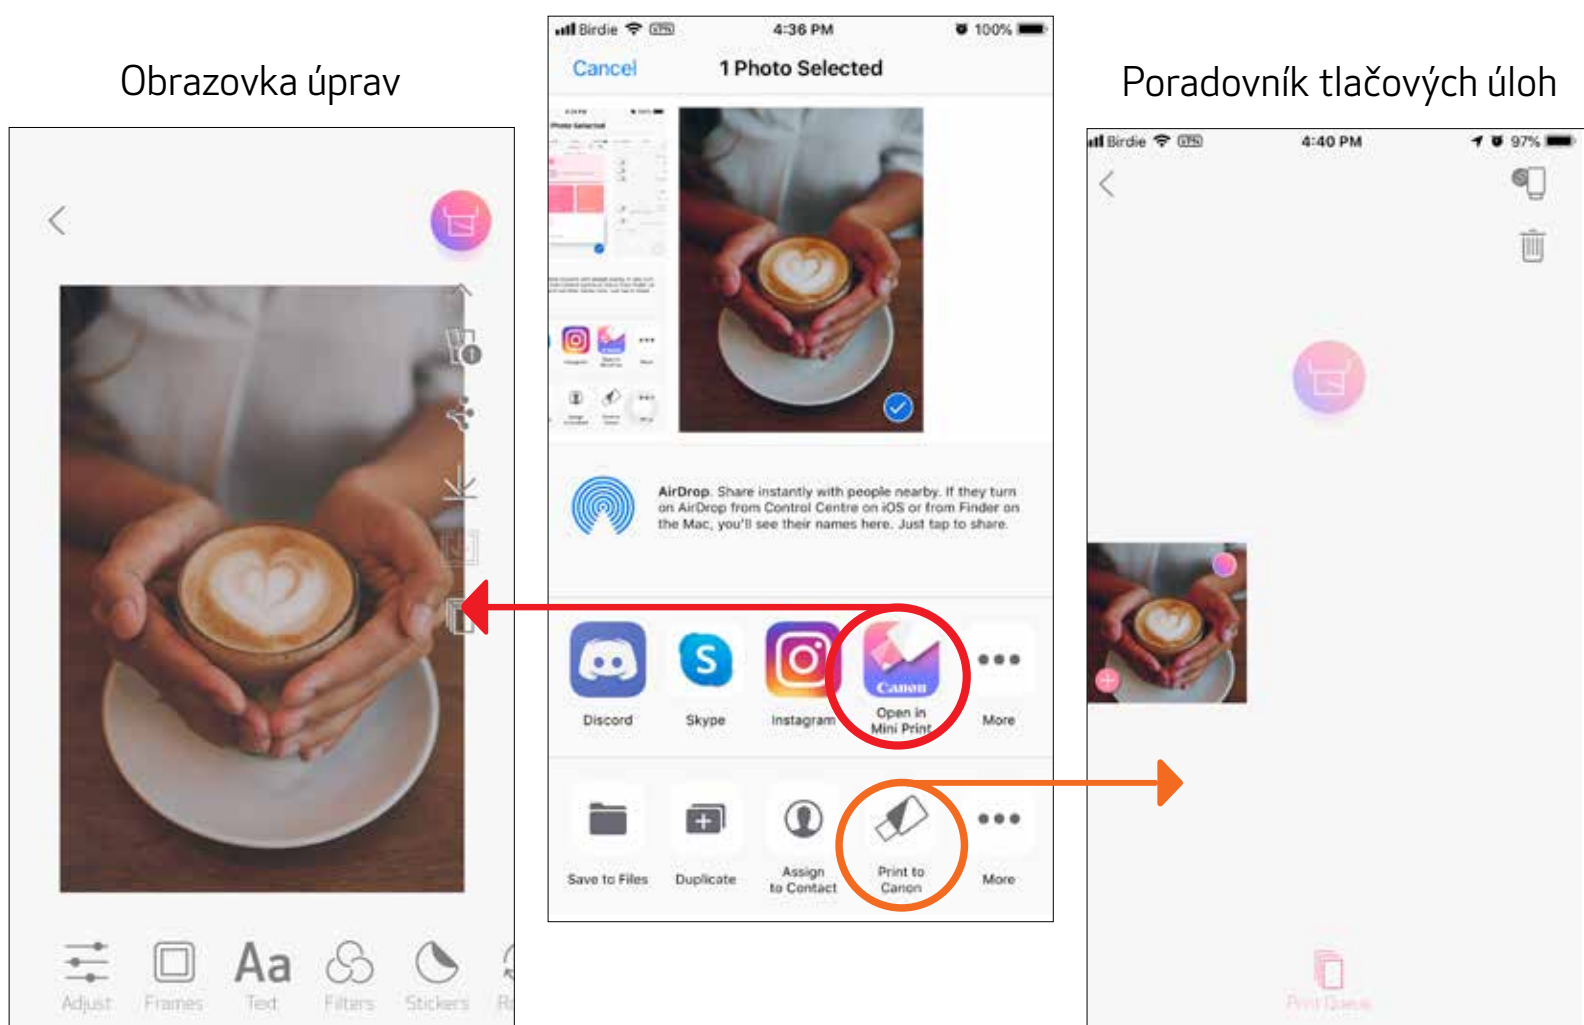 Obrazovka úprav
Adjust
Frames
Aa
Text
Filters
Stickers
Birdie
VPN
4:36 PM
100%
Cancel
1 Photo Selected
AirDrop. Share instantly with people nearby. If they turn
on AirDrop from Control Centre on iOS or from Finder on
the Mac, you'll see their names here. Just tap to share.
Canon
Discord
Skype
Instagram
Open in
Mini Print
More
Save to Files
Duplicate
Assign
to Contact
Print to
Canon
More
Poradovník tlačových úloh
Birdie
VPN
4:40 PM
97%
Print Queue